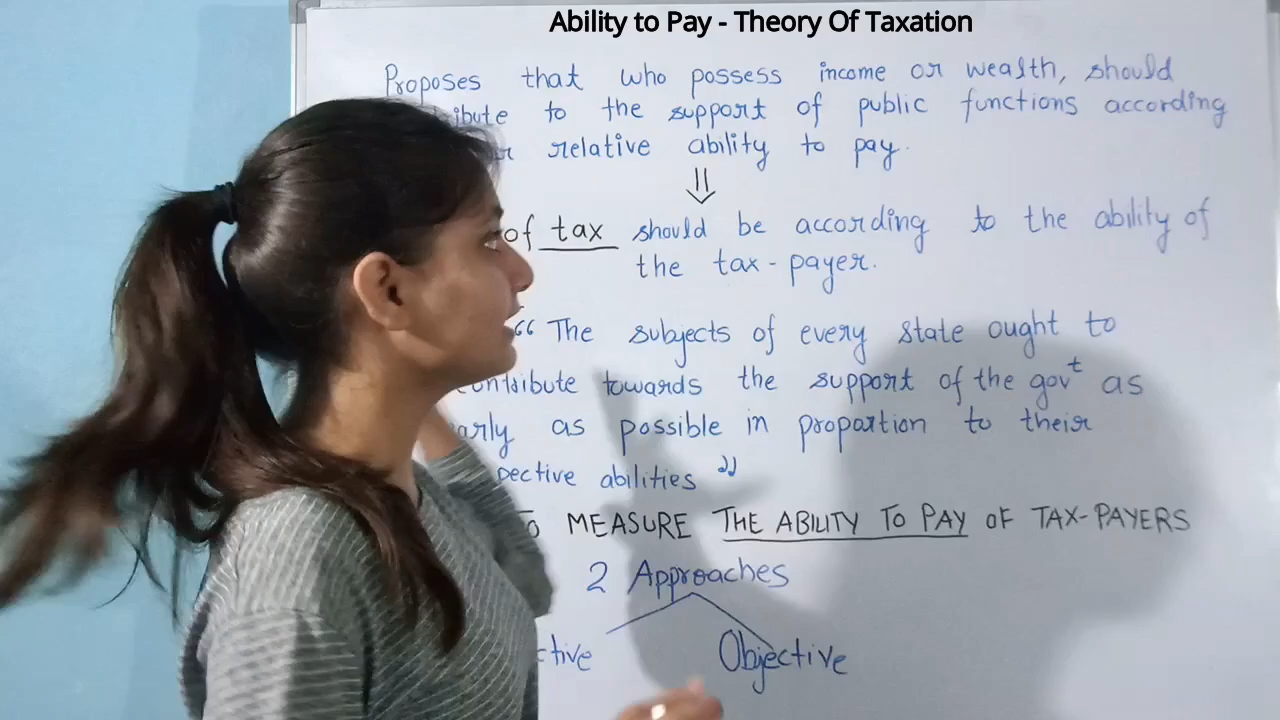 Ability to Pay - Theory Of Taxation
Proposes that who possess income or wealth, should
to the support of public functions according
relative ability to pay.
of tax should be according to the ability of
the tax-payer.
“ The subjects of every state ought to
towards the support of the govt as
as possible in proportion to their
abilities ”
MEASURE THE ABILITY TO PAY OF TAX-PAYERS
2 Approaches
Objective